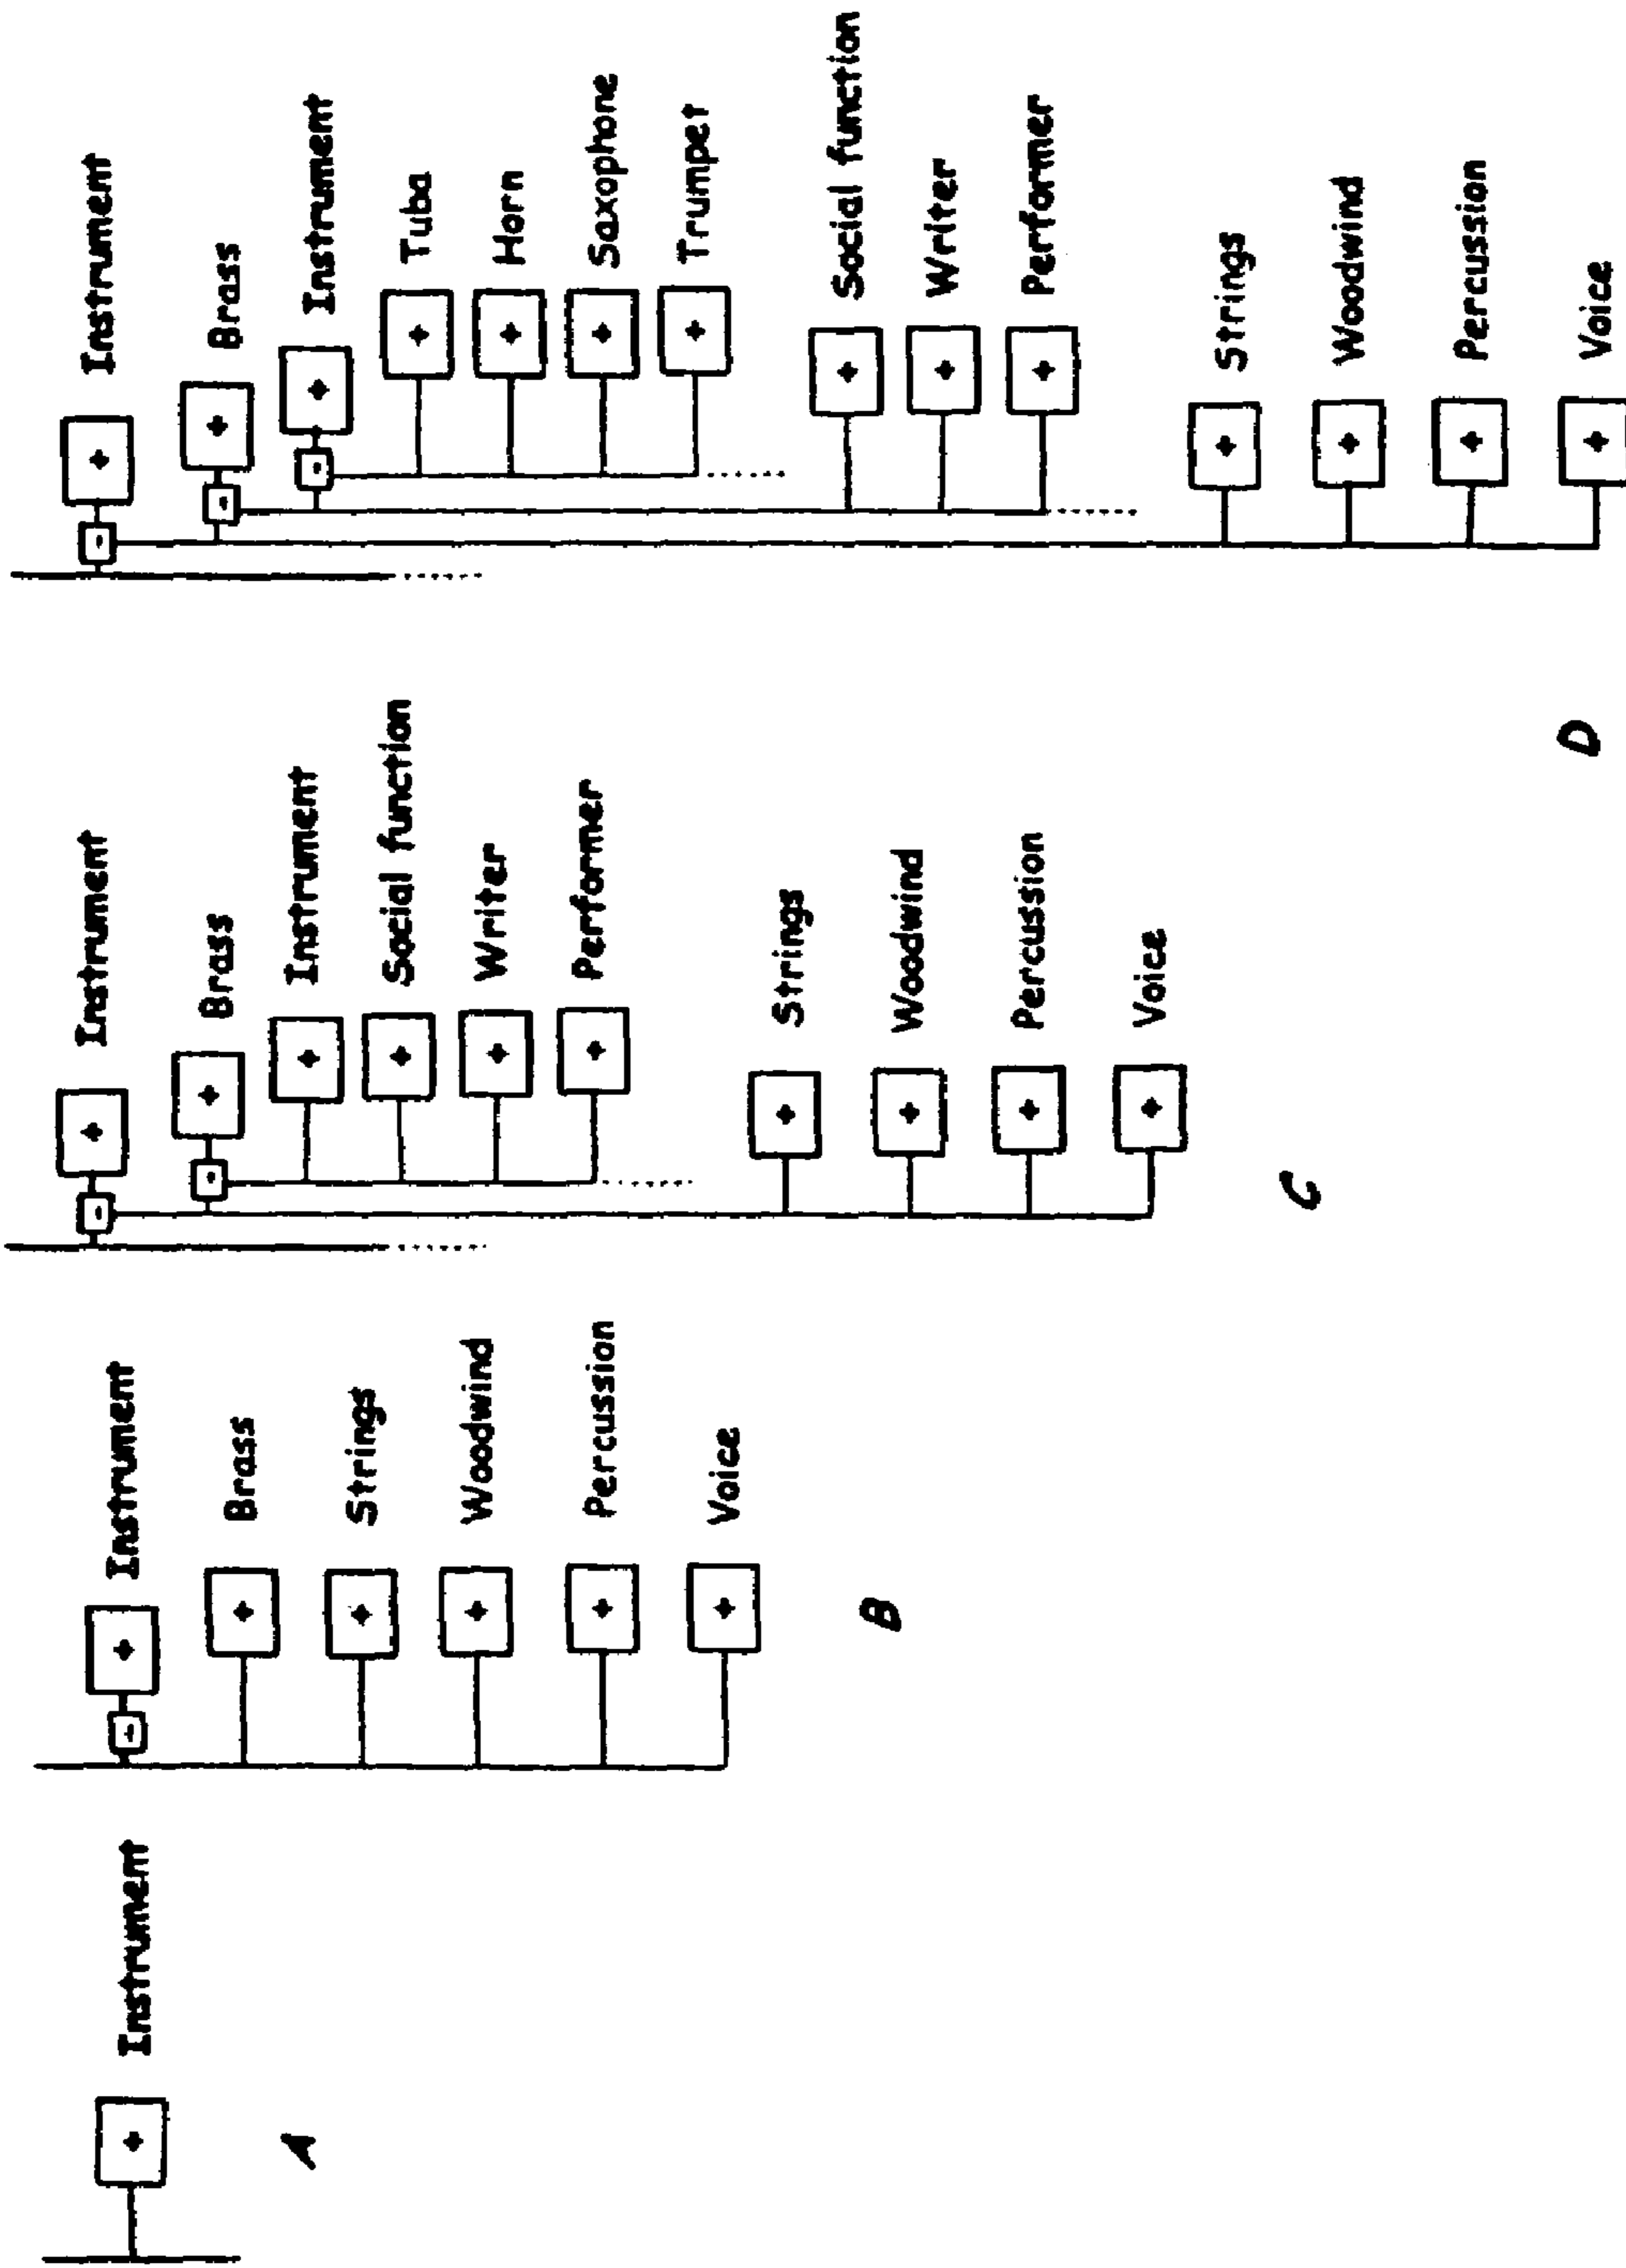 Instrument
A
Instrument
Brass
Strings
Woodwind
Percussion
Voice
B
Instrument
Brass
Instrument
Social function
Writer
Performer
Strings
Woodwind
Percussion
Voice
C
Instrument
Brass
Instrument
Tuba
Horn
Saxophone
Trumpet
Social function
Writer
Performer
Strings
Woodwind
Percussion
Voice
D